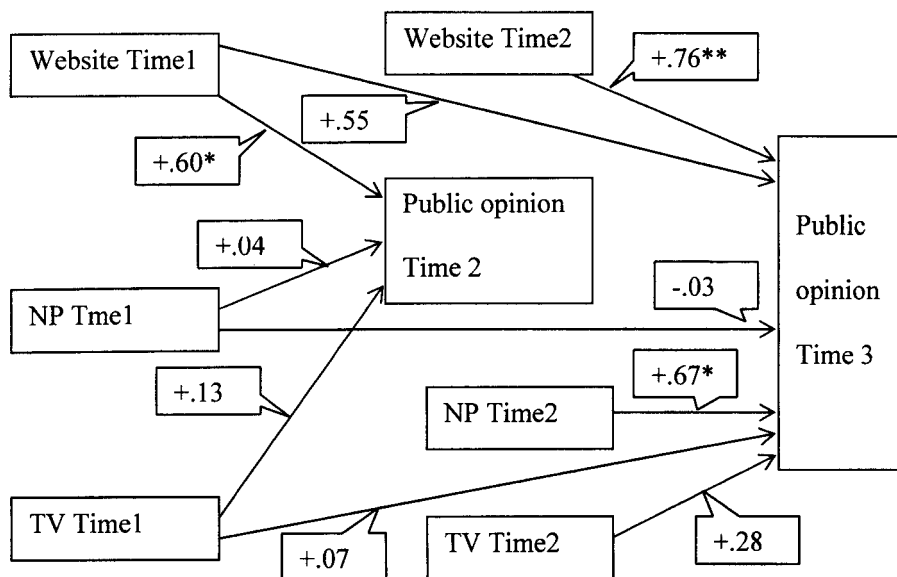 Website Time1
Website Time2
+.76**
+.55
+.60*
Public opinion
Time 2
Public
opinion
Time 3
+.04
-.03
NP Tme1
+.67*
+.13
NP Time2
TV Time1
+.07
TV Time2
+.28